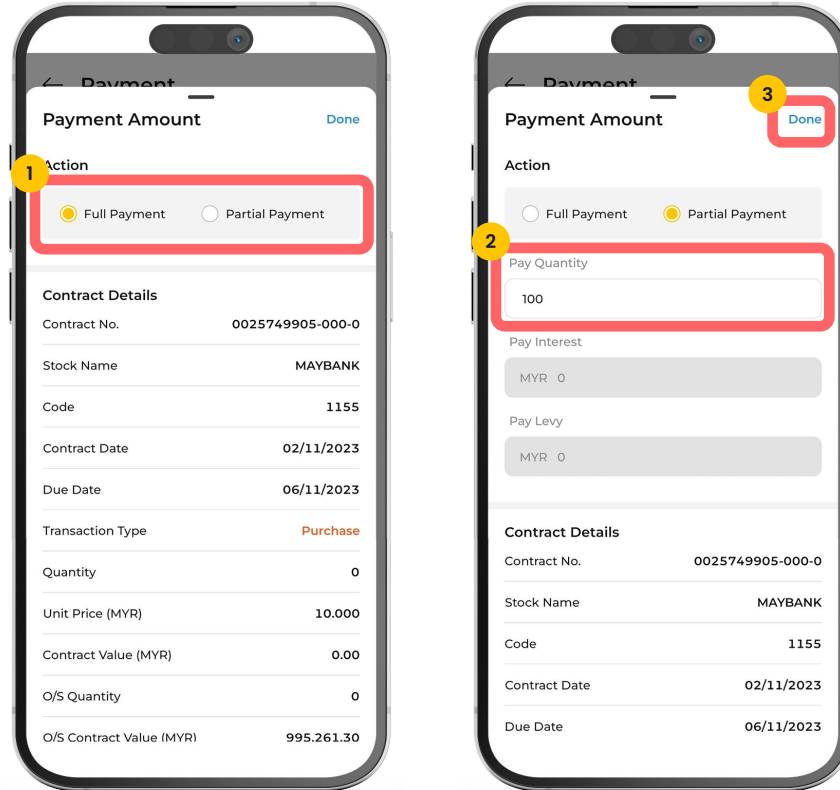 Payment
Payment Amount
Done
1
Action
Full Payment
Partial Payment
Contract Details
Contract No. 0025749905-000-0
Stock Name MAYBANK
Code 1155
Contract Date 02/11/2023
Due Date 06/11/2023
Transaction Type Purchase
Quantity 0
Unit Price (MYR) 10.000
Contract Value (MYR) 0.00
O/S Quantity 0
O/S Contract Value (MYR) 995.261.30
Payment
3
Payment Amount
Done
Action
Full Payment
Partial Payment
2
Pay Quantity
100
Pay Interest
MYR 0
Pay Levy
MYR 0
Contract Details
Contract No. 0025749905-000-0
Stock Name MAYBANK
Code 1155
Contract Date 02/11/2023
Due Date 06/11/2023